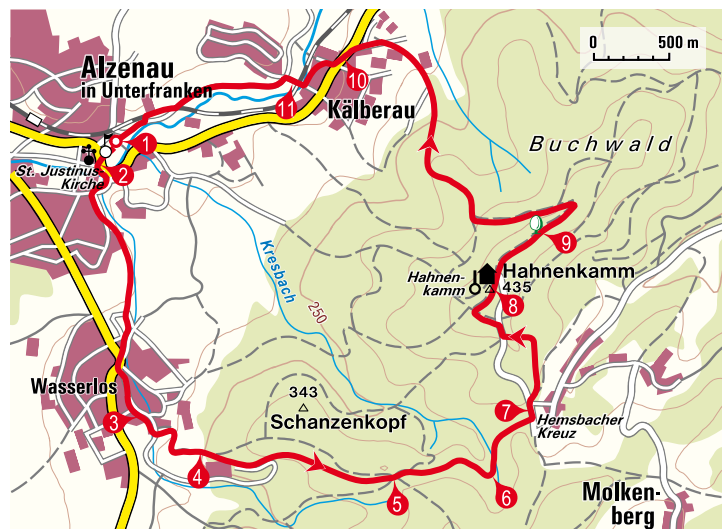 0 500 m
Alzenau
in Unterfranken
10
11
Kälberau
Buchwald
1
St. Justinus
Kirche
2
9
Kresbach
Hahnen-
kamm
Hahnenkamm
435
8
250
Wasserlos
343
Schanzenkopf
3
7
Hemsbacher
Kreuz
4
5
6
Molken-
berg